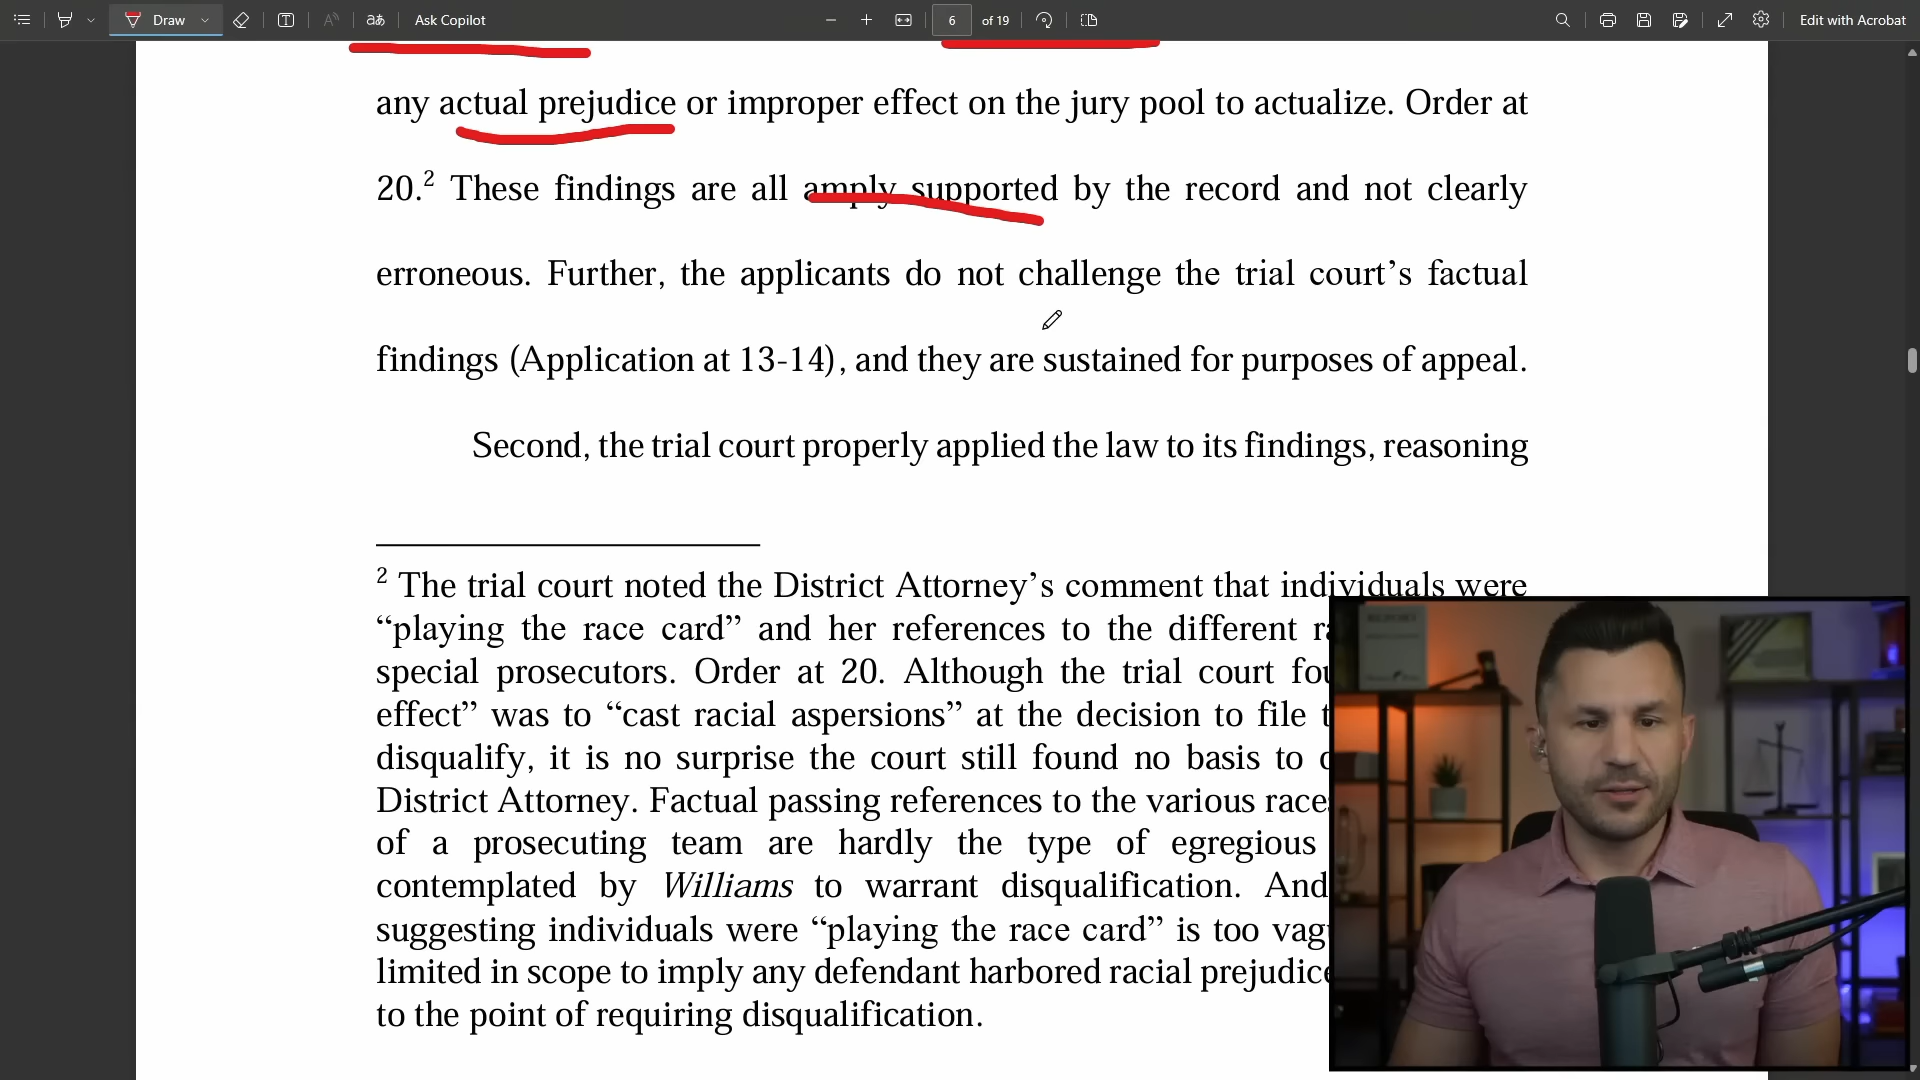 Draw
Ask Copilot
6 of 19
Edit with Acrobat
any actual prejudice or improper effect on the jury pool to actualize. Order at
20.² These findings are all amply supported by the record and not clearly
erroneous. Further, the applicants do not challenge the trial court’s factual
findings (Application at 13-14), and they are sustained for purposes of appeal.
Second, the trial court properly applied the law to its findings, reasoning
² The trial court noted the District Attorney’s comment that individuals were
“playing the race card” and her references to the different
special prosecutors. Order at 20. Although the trial court
effect” was to “cast racial aspersions” at the decision to file
disqualify, it is no surprise the court still found no basis to
District Attorney. Factual passing references to the various
of a prosecuting team are hardly the type of egregious
contemplated by Williams to warrant disqualification. And
suggesting individuals were “playing the race card” is too
limited in scope to imply any defendant harbored racial prejudice
to the point of requiring disqualification.